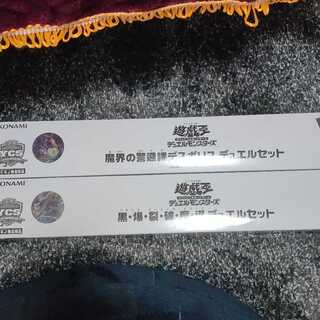 KONAMI
遊戯王
デュエルモンスターズ
YCS
魔界の警邏課デスポリス デュエルセット
KONAMI
遊戯王
デュエルモンスターズ
YCS
黒・爆・裂・破・魔・導 デュエルセット